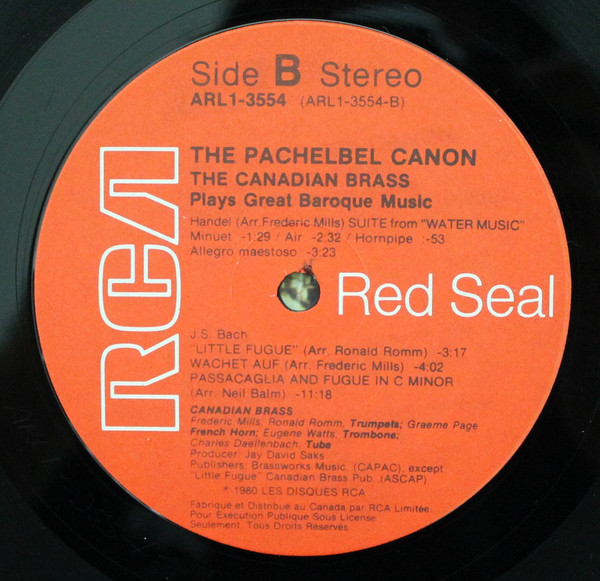 Side B Stereo
ARL1-3554 (ARL1-3554-B)
THE PACHELBEL CANON
THE CANADIAN BRASS
Plays Great Baroque Music
Handel (Arr.Frederic Mills) SUITE from "WATER MUSIC"
Minuet -1:29 / Air -2:32 / Hornpipe :-53
Allegro maestoso -3:23
RCA
Red Seal
J.S. Bach
"LITTLE FUGUE" (Arr. Ronald Romm) -3:17
WACHET AUF (Arr. Frederic Mills) -4:02
PASSACAGLIA AND FUGUE IN C MINOR
(Arr. Neil Balm) -11:18
CANADIAN BRASS
Frederic Mills, Ronald Romm, Trumpets; Graeme Page
French Horn; Eugene Watts, Trombone;
Charles Daellenbach, Tuba
Producer: Jay David Saks
Publishers: Brassworks Music, (CAPAC), except
"Little Fugue" Canadian Brass Pub. (ASCAP)
* 1980 LES DISQUES RCA
Fabriqué et Distribué au Canada par RCA Limitée.
Pour Exécution Publique Sous License
Seulement. Tous Droits Réservés